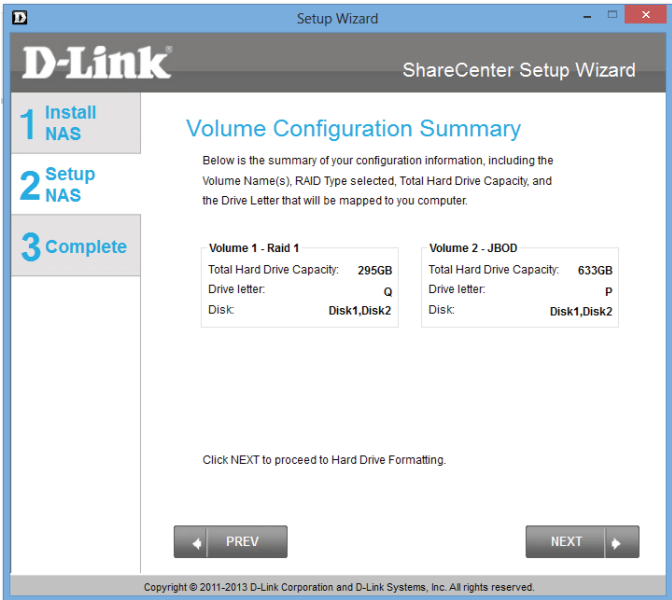 Setup Wizard
D-Link®
ShareCenter Setup Wizard
1 Install NAS
2 Setup NAS
3 Complete
Volume Configuration Summary
Below is the summary of your configuration information, including the
Volume Name(s), RAID Type selected, Total Hard Drive Capacity, and
the Drive Letter that will be mapped to you computer.
Volume 1 - Raid 1
Total Hard Drive Capacity: 295GB
Drive letter: Q
Disk: Disk1,Disk2
Volume 2 - JBOD
Total Hard Drive Capacity: 633GB
Drive letter: P
Disk: Disk1,Disk2
Click NEXT to proceed to Hard Drive Formatting.
PREV
NEXT
Copyright © 2011-2013 D-Link Corporation and D-Link Systems, Inc. All rights reserved.